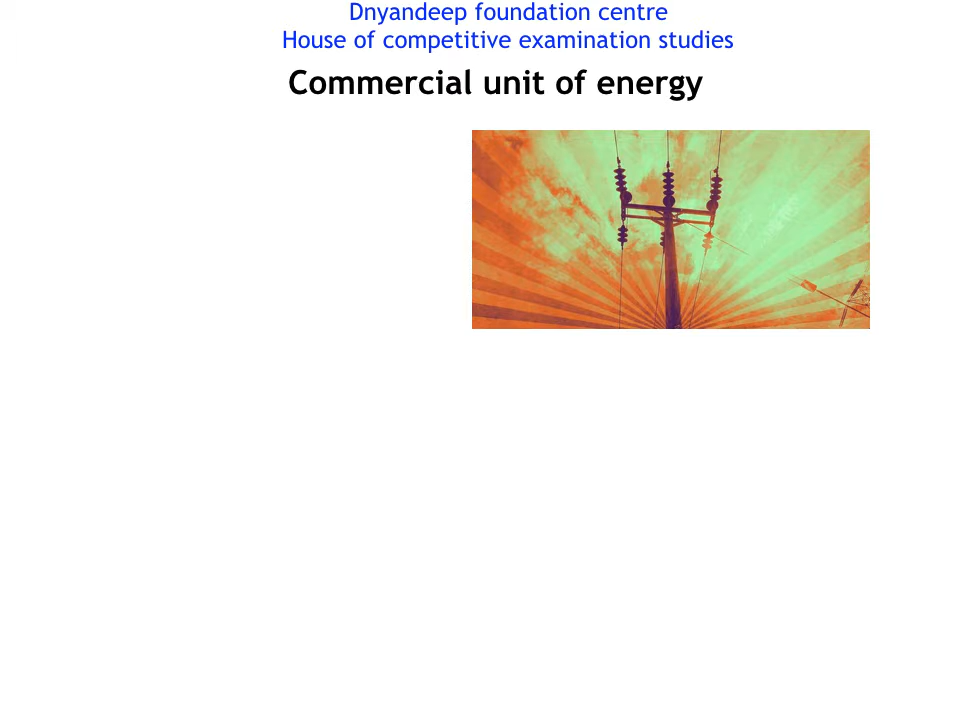 Dnyandeep foundation centre
House of competitive examination studies
Commercial unit of energy